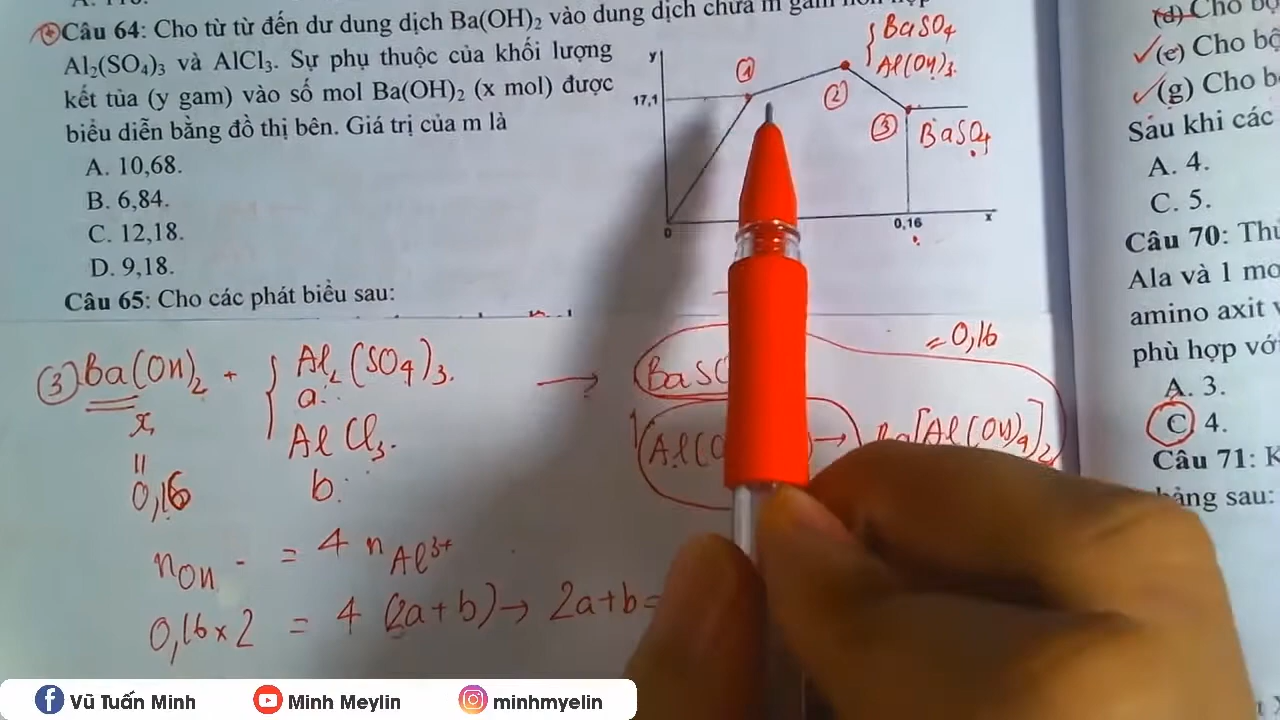 Câu 64: Cho từ từ đến dư dung dịch Ba(OH)₂ vào dung dịch chứa m gam hỗn hợp
Al₂(SO₄)₃ và AlCl₃. Sự phụ thuộc của khối lượng
kết tủa (y gam) vào số mol Ba(OH)₂ (x mol) được
biểu diễn bằng đồ thị bên. Giá trị của m là
A. 10,68.
B. 6,84.
C. 12,18.
D. 9,18.
Câu 65: Cho các phát biểu sau:
y
17,1
0
0,16
x
①
②
③
BaSO₄
Al(OH)₃
BaSO₄
③ Ba(OH)₂ + Al₂(SO₄)₃
a
AlCl₃
b
x
0,16
= 0,16
Ba[Al(OH)₄]₂
nOH⁻ = 4 nAl³⁺
0,16 × 2 = 4 (2a + b) → 2a + b =
(d) Cho
(e) Cho bộ
(g) Cho b
Sau khi các
A. 4.
C. 5.
Câu 70:
Ala và 1
amino axit
phù hợp với
A. 3.
C 4.
Câu 71:
sau:
Vũ Tuấn Minh
Minh Meylin
minhmyelin